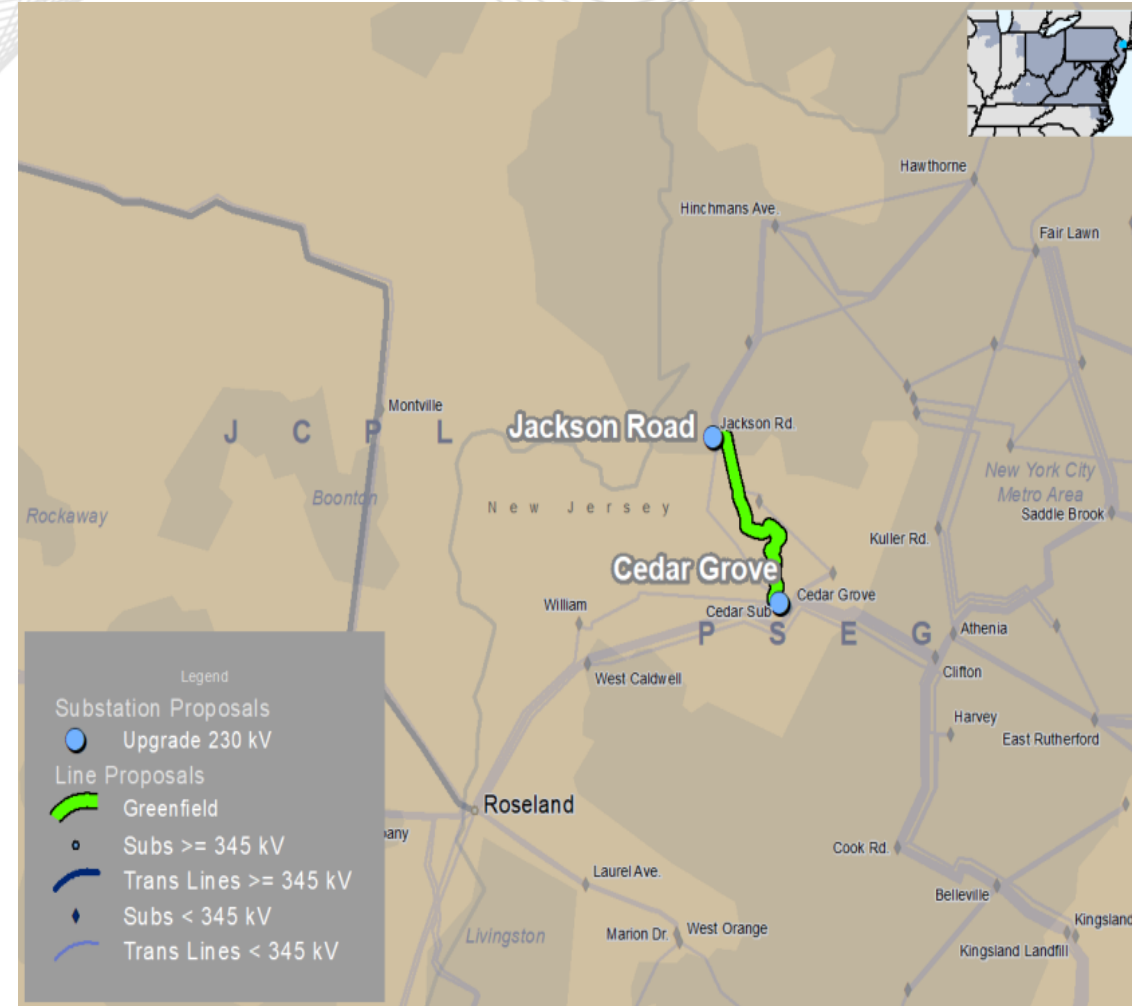 Hawthorne
Hinchmans Ave.
Fair Lawn
Montville
Jackson Road
Jackson Rd.
J C P L
New York City
Metro Area
Boonton
New Jersey
Saddle Brook
Rockaway
Kuller Rd.
Cedar Grove
Cedar Grove
William
Cedar Sub
P S E G
Athenia
West Caldwell
Clifton
Harvey
East Rutherford
Roseland
any
Cook Rd.
Laurel Ave.
Belleville
Livingston
Marion Dr.
West Orange
Kingsland
Kingsland Landfill
Legend
Substation Proposals
Upgrade 230 kV
Line Proposals
Greenfield
Subs >= 345 kV
Trans Lines >= 345 kV
Subs < 345 kV
Trans Lines < 345 kV